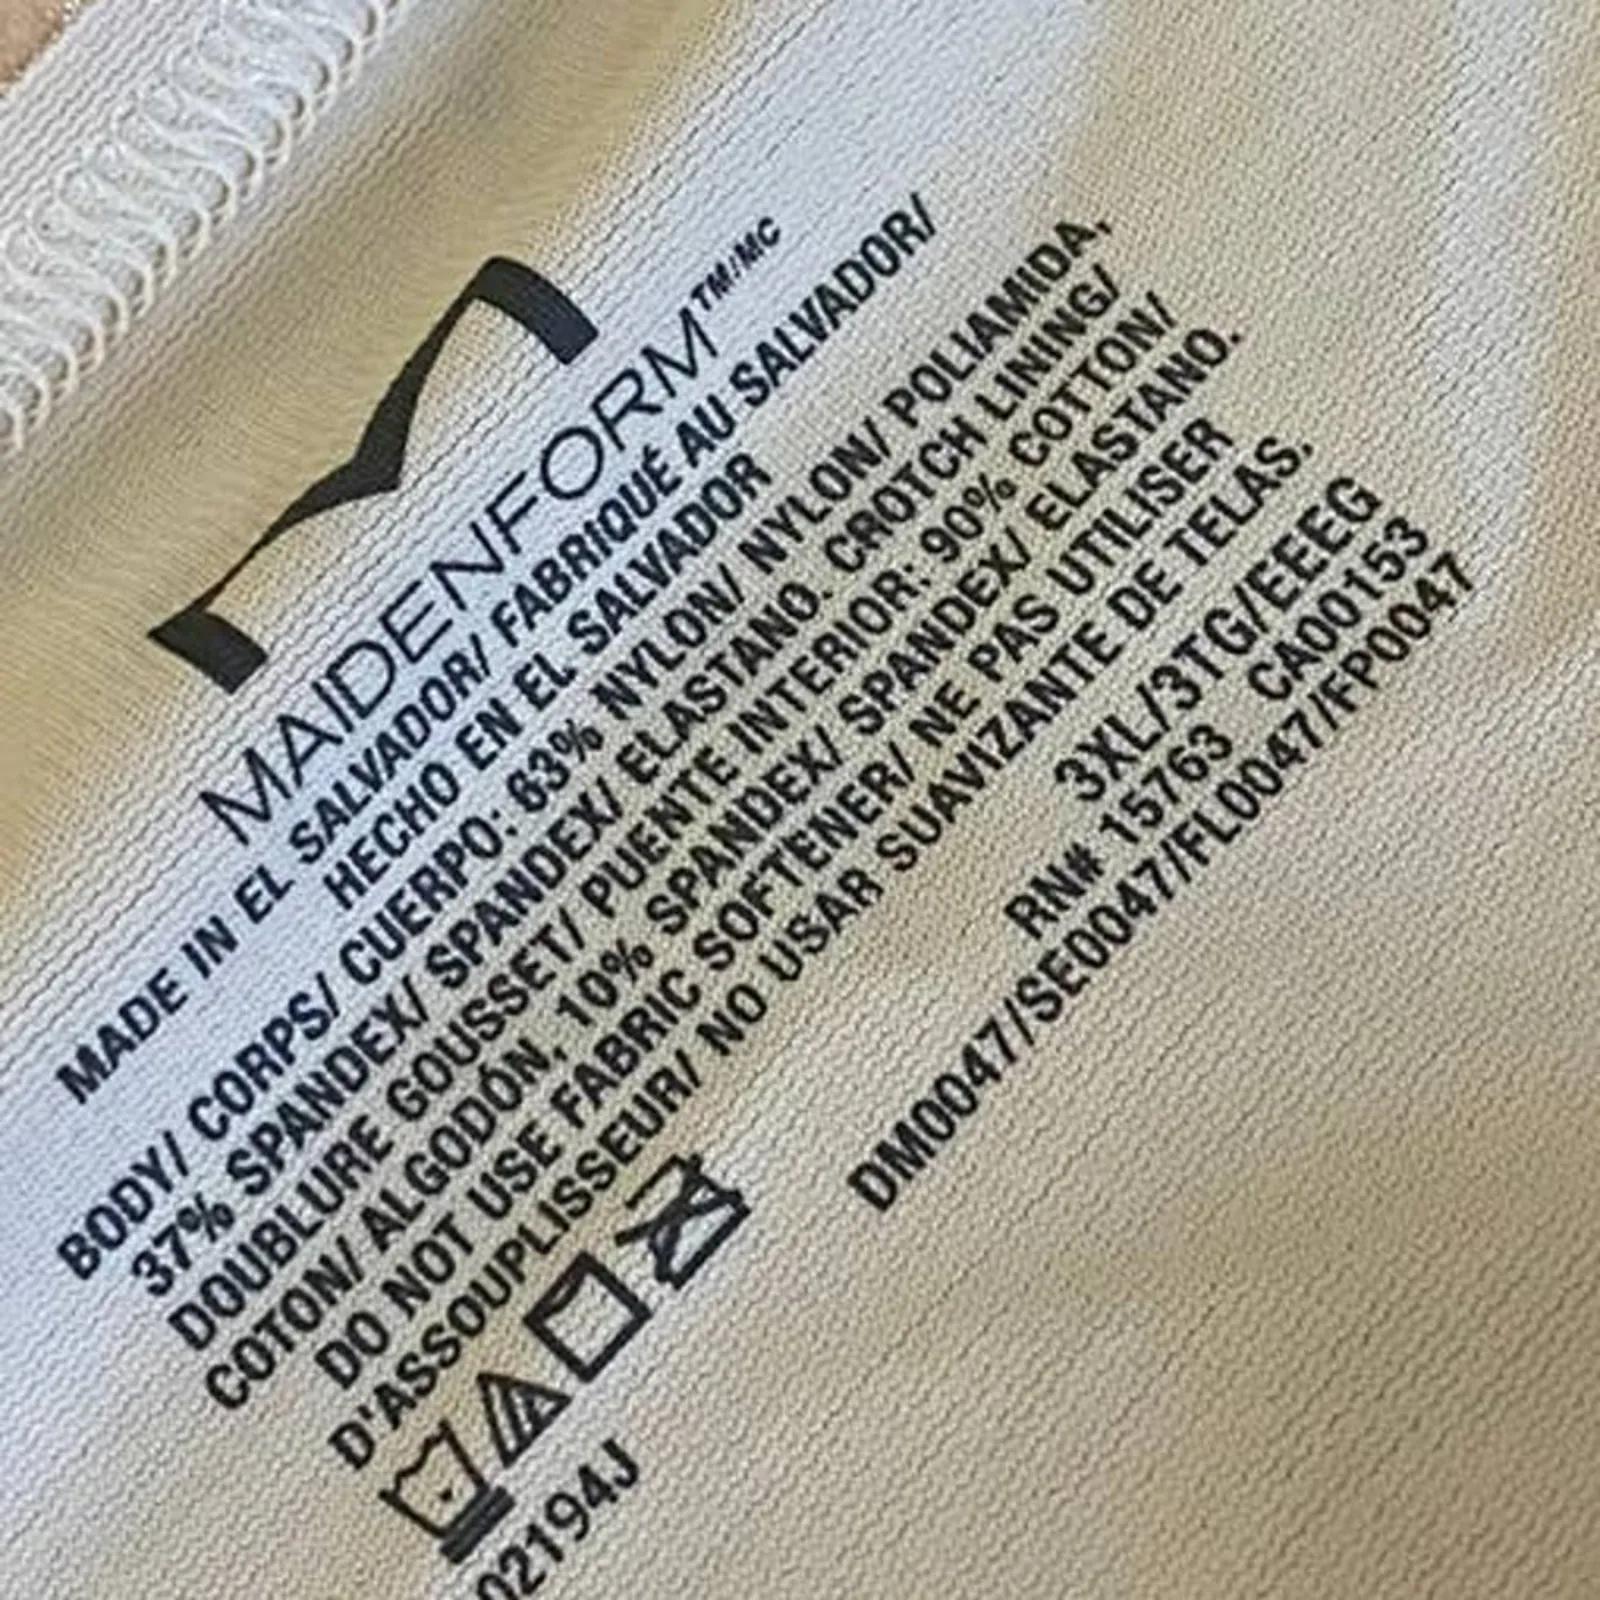 MAIDENFORM™/MC
MADE IN EL SALVADOR/ FABRIQUÉ AU SALVADOR/
HECHO EN EL SALVADOR
BODY/ CORPS/ CUERPO: 63% NYLON/ NYLON/ POLIAMIDA,
37% SPANDEX/ SPANDEX/ ELASTANO. CROTCH LINING/
DOUBLURE GOUSSET/ PUENTE INTERIOR: 90% COTTON/
COTON/ ALGODÓN, 10% SPANDEX/ SPANDEX/ ELASTANO.
DO NOT USE FABRIC SOFTENER/ NE PAS UTILISER
D'ASSOUPLISSEUR/ NO USAR SUAVIZANTE DE TELAS.
3XL/3TG/EEEG
RN# 15763 CA00153
DM0047/SE0047/FL0047/FP0047
02194J